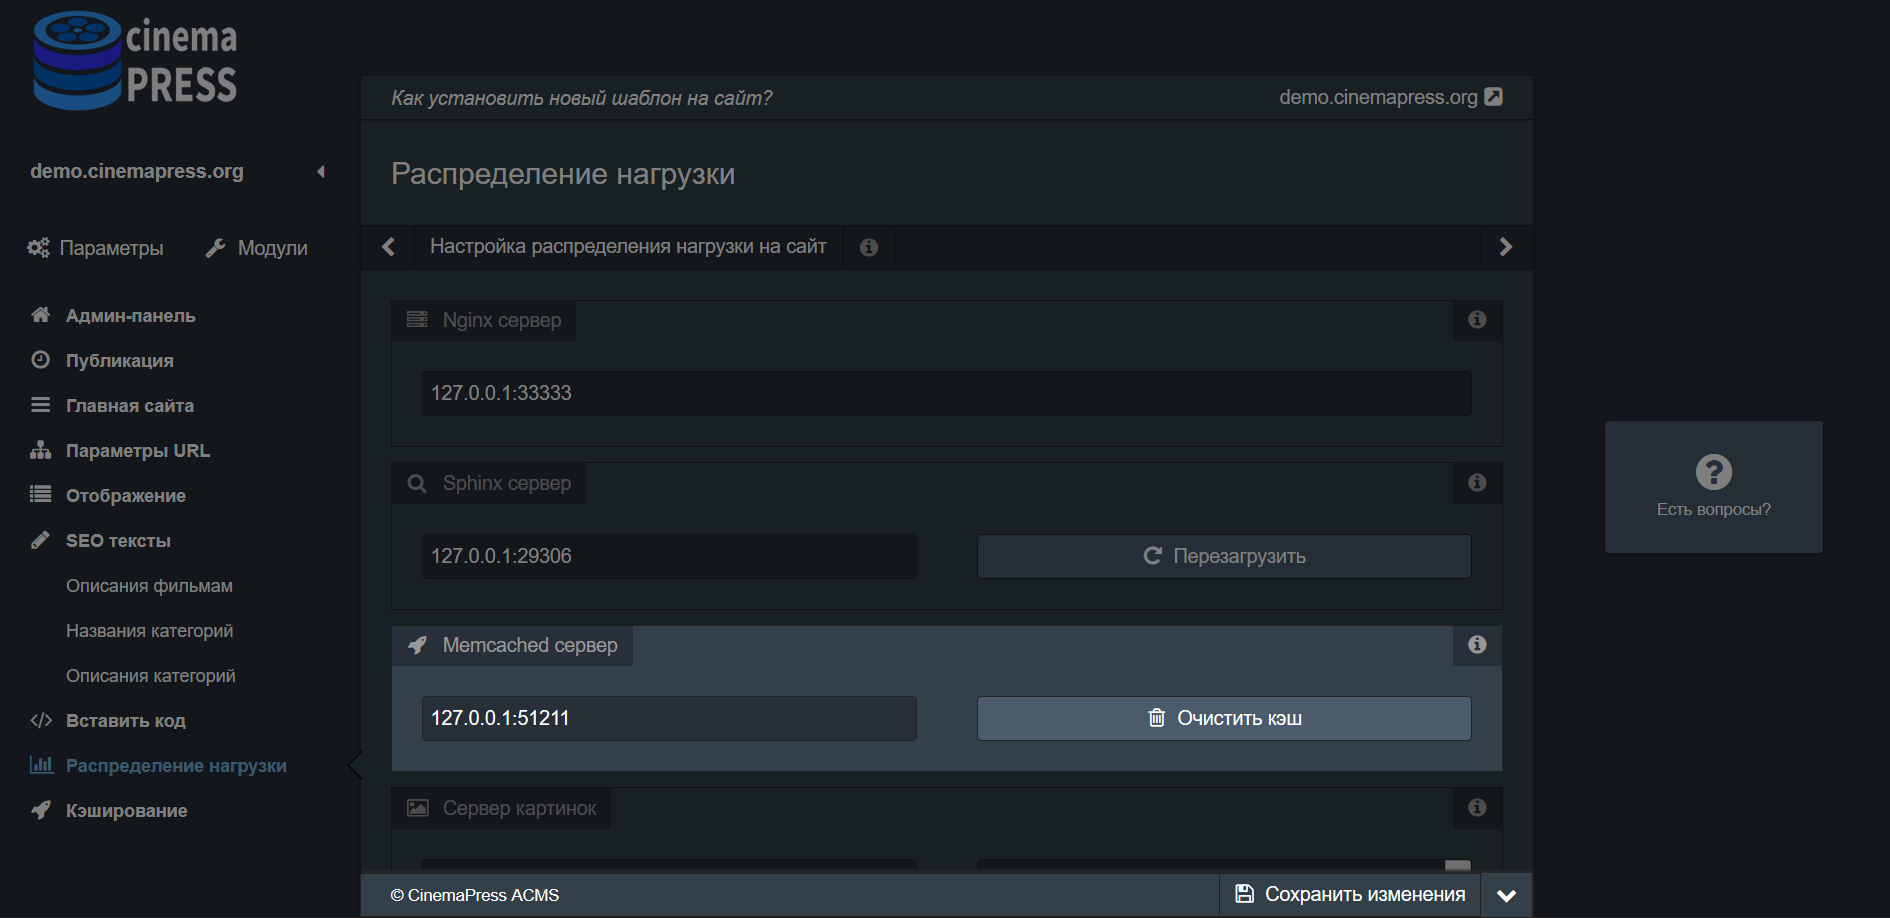 cinema
PRESS
Как установить новый шаблон на сайт?
demo.cinemapress.org
demo.cinemapress.org
Распределение нагрузки
Параметры
Модули
Настройка распределения нагрузки на сайт
Админ-панель
Публикация
Главная сайта
Параметры URL
Отображение
SEO тексты
Описания фильмам
Названия категорий
Описания категорий
Вставить код
Распределение нагрузки
Кэширование
Nginx сервер
127.0.0.1:33333
Sphinx сервер
127.0.0.1:29306
Перезагрузить
Memcached сервер
127.0.0.1:51211
Очистить кэш
Сервер картинок
Есть вопросы?
© CinemaPress ACMS
Сохранить изменения